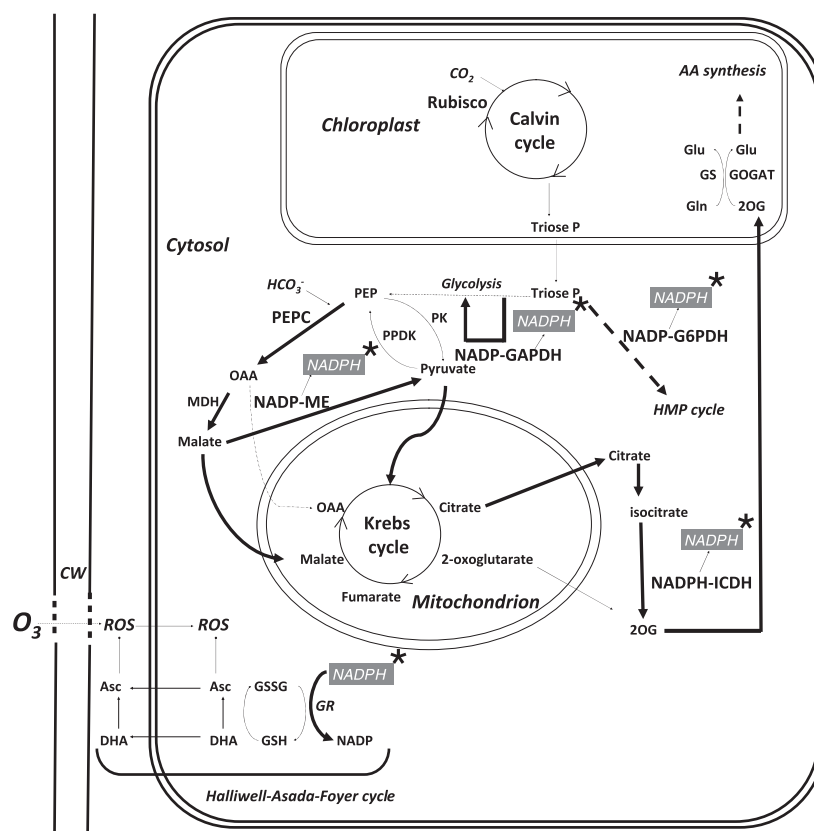 CO2
AA synthesis
Rubisco
Chloroplast
Calvin
cycle
Glu
Glu
GS
GOGAT
Gln
2OG
Triose P
Cytosol
HCO3-
PEP
Glycolysis
Triose P
*
NADPH
*
NADPH
PEPC
PK
PPDK
NADP-GAPDH
NADP-G6PDH
*
NADPH
Pyruvate
OAA
MDH
NADP-ME
HMP cycle
Malate
Citrate
OAA
Citrate
isocitrate
Krebs
cycle
*
NADPH
Malate
2-oxoglutarate
NADPH-ICDH
CW
Fumarate
Mitochondrion
O3
ROS
ROS
2OG
*
NADPH
Asc
Asc
GSSG
GR
DHA
DHA
GSH
NADP
Halliwell-Asada-Foyer cycle